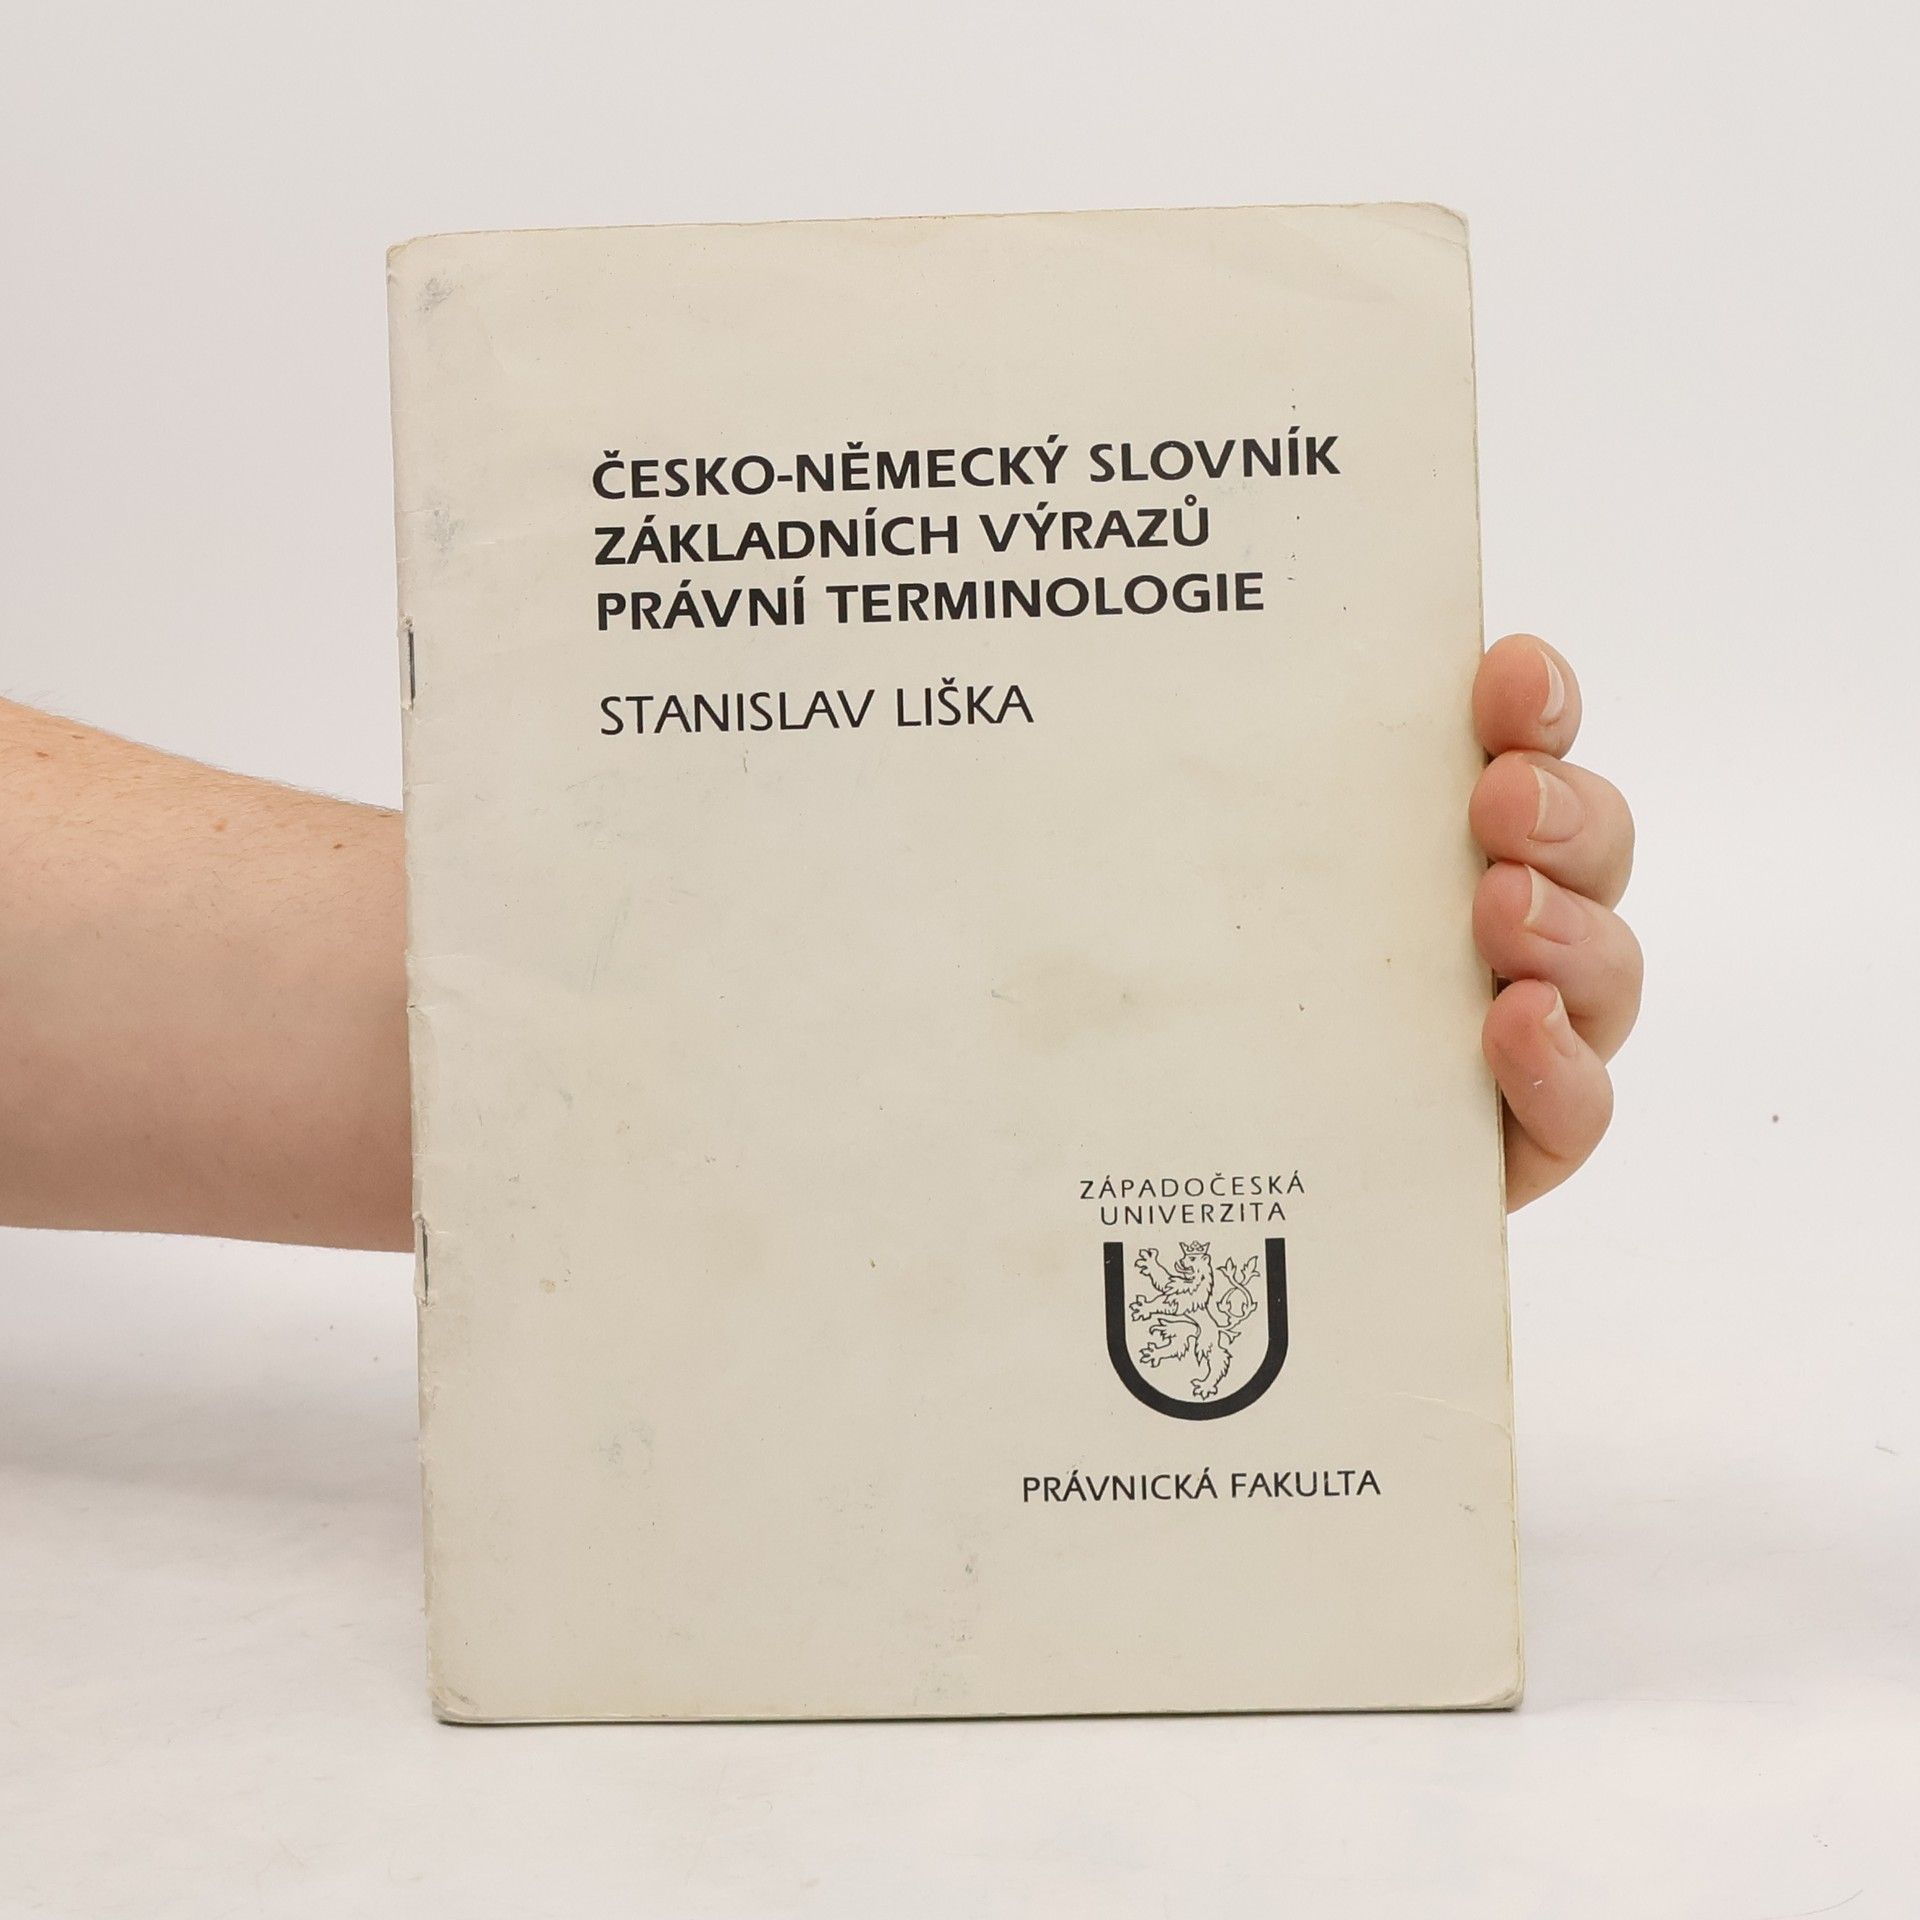 ČESKO-NĚMECKÝ SLOVNÍK
ZÁKLADNÍCH VÝRAZŮ
PRÁVNÍ TERMINOLOGIE
STANISLAV LIŠKA
ZÁPADOČESKÁ
UNIVERZITA
PRÁVNICKÁ FAKULTA